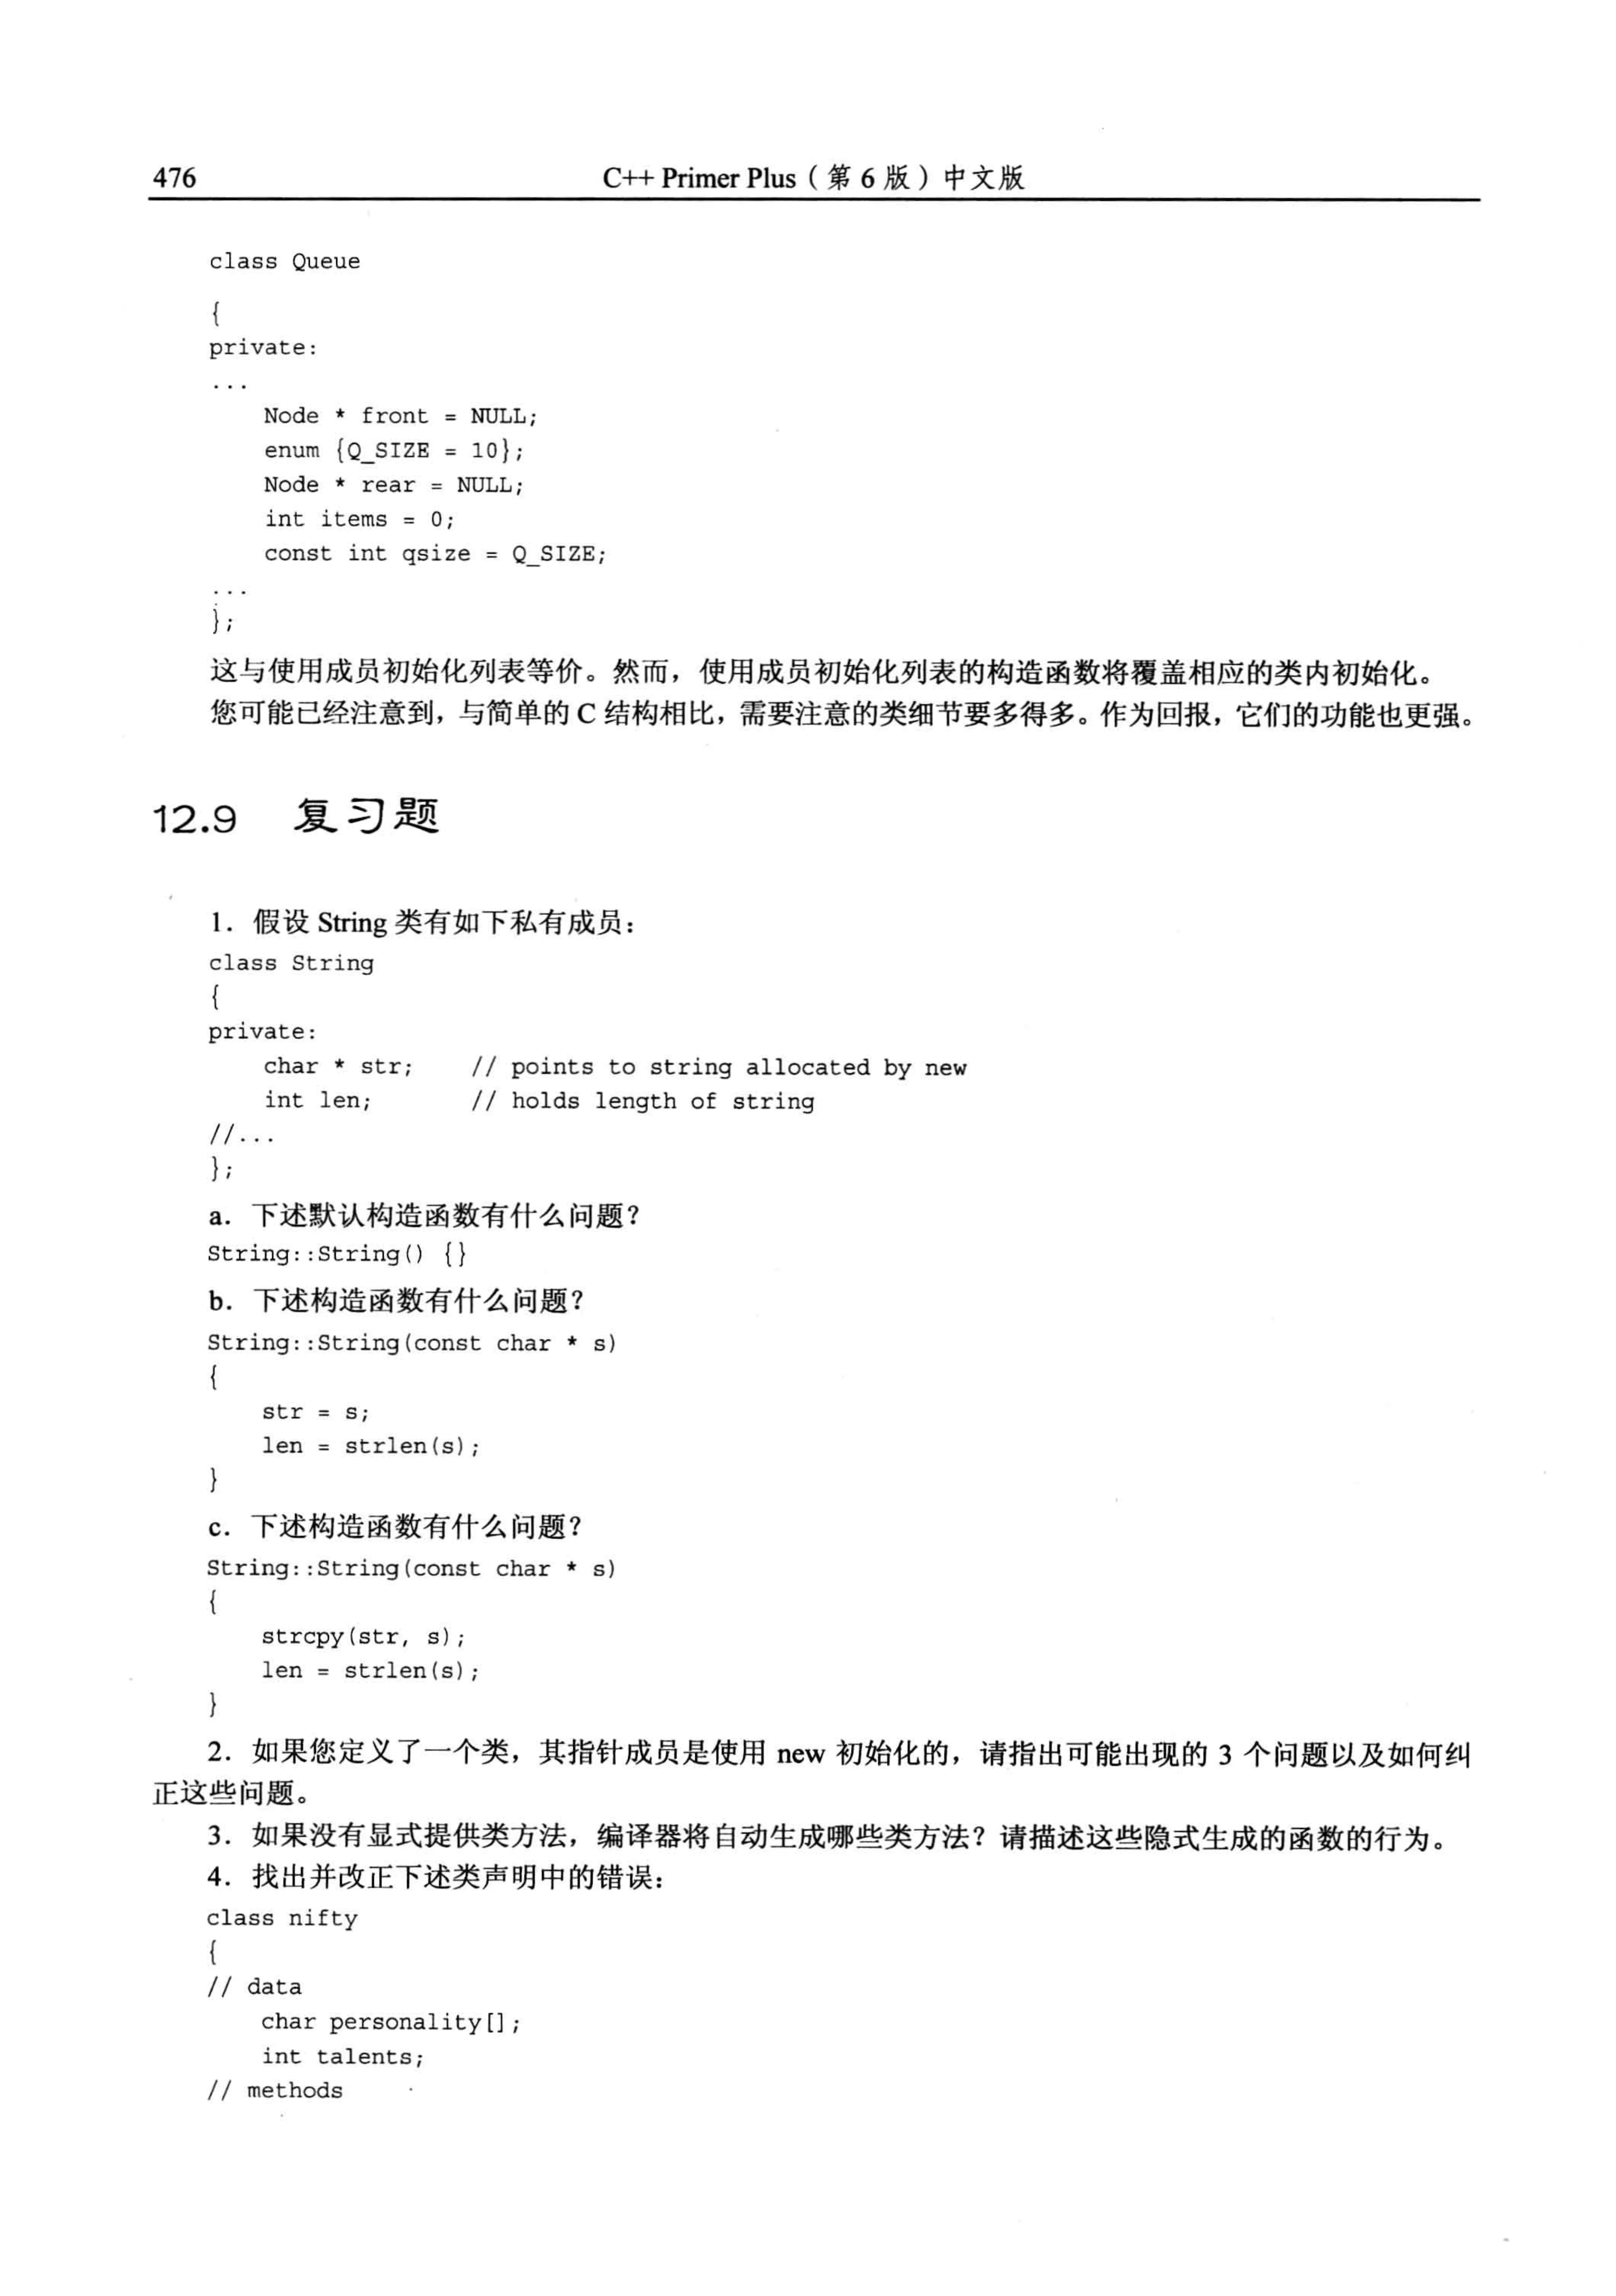 476
C++ Primer Plus（第 6 版）中文版
class Queue
{
private:
...
    Node * front = NULL;
    enum {Q_SIZE = 10};
    Node * rear = NULL;
    int items = 0;
    const int qsize = Q_SIZE;
...
};
这与使用成员初始化列表等价。然而，使用成员初始化列表的构造函数将覆盖相应的类内初始化。
您可能已经注意到，与简单的 C 结构相比，需要注意的类细节要多得多。作为回报，它们的功能也更强。
12.9 复习题
1．假设 String 类有如下私有成员：
class String
{
private:
    char * str;    // points to string allocated by new
    int len;       // holds length of string
//...
};
a．下述默认构造函数有什么问题？
String::String() {}
b．下述构造函数有什么问题？
String::String(const char * s)
{
    str = s;
    len = strlen(s);
}
c．下述构造函数有什么问题？
String::String(const char * s)
{
    strcpy(str, s);
    len = strlen(s);
}
2．如果您定义了一个类，其指针成员是使用 new 初始化的，请指出可能出现的 3 个问题以及如何纠
正这些问题。
3．如果没有显式提供类方法，编译器将自动生成哪些类方法？请描述这些隐式生成的函数的行为。
4．找出并改正下述类声明中的错误：
class nifty
{
// data
    char personality[];
    int talents;
// methods